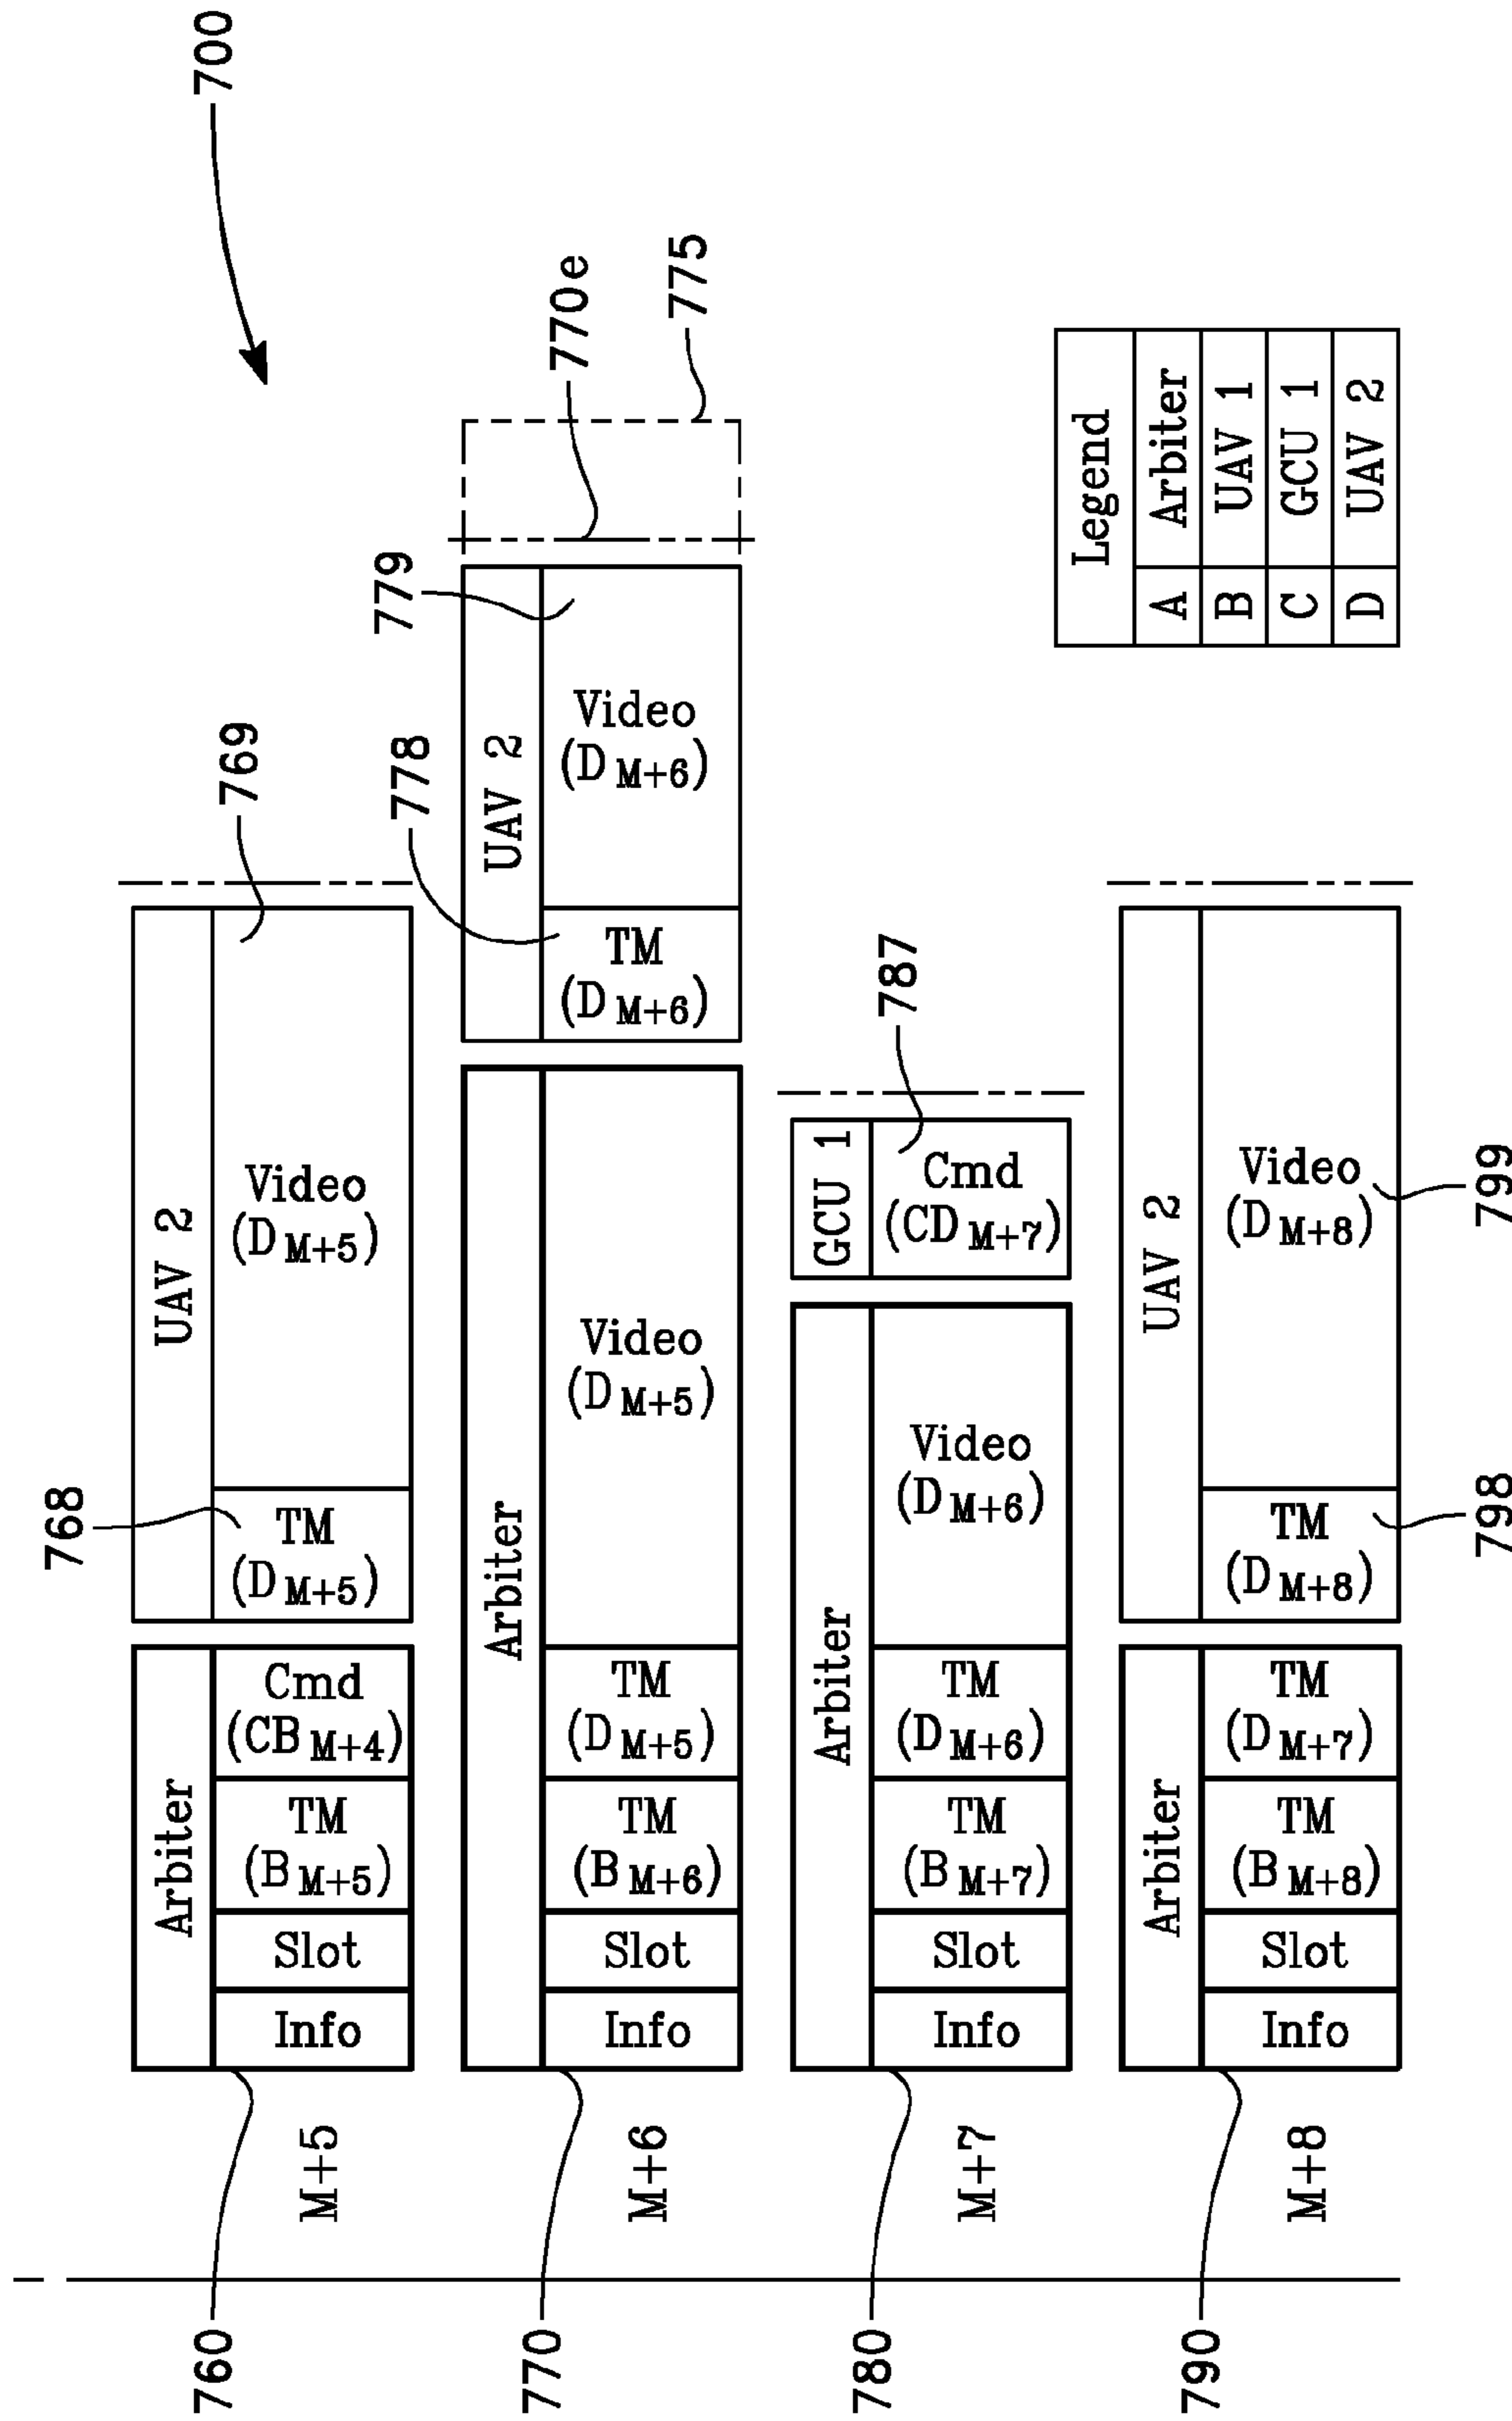 700
760
M+5
Arbiter
Info
Slot
TM
(B M+5)
Cmd
(CB M+4)
768
UAV 2
TM
(D M+5)
Video
(D M+5)
769
770
M+6
Arbiter
Info
Slot
TM
(B M+6)
TM
(D M+5)
Video
(D M+5)
778
UAV 2
TM
(D M+6)
Video
(D M+6)
779
770e
775
780
M+7
Arbiter
Info
Slot
TM
(B M+7)
TM
(D M+6)
Video
(D M+6)
GCU 1
Cmd
(CD M+7)
787
790
M+8
Arbiter
Info
Slot
TM
(B M+8)
TM
(D M+7)
UAV 2
TM
(D M+8)
Video
(D M+8)
798
799
Legend
A Arbiter
B UAV 1
C GCU 1
D UAV 2